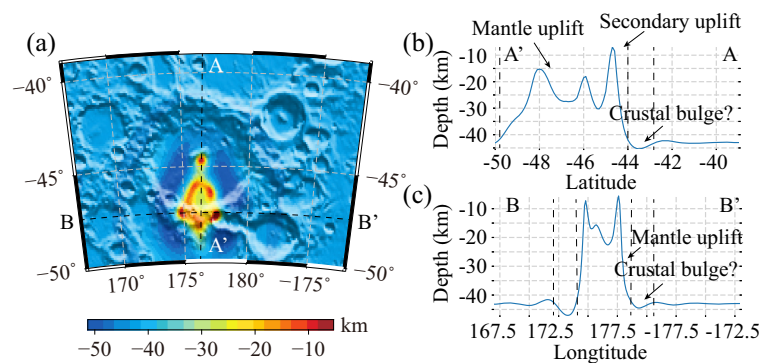 (a)
A
−40°
−40°
−45°
−45°
B
B'
A'
−50°
−50°
170°
175°
180°
−175°
km
−50 −40 −30 −20 −10
(b)
Mantle uplift
Secondary uplift
A'
A
Depth (km)
-10
-20
-30
-40
Crustal bulge?
-50 -48 -46 -44 -42 -40
Latitude
(c)
B
B'
Depth (km)
-10
-20
-30
-40
Mantle uplift
Crustal bulge?
167.5 172.5 177.5 -177.5 -172.5
Longtitude